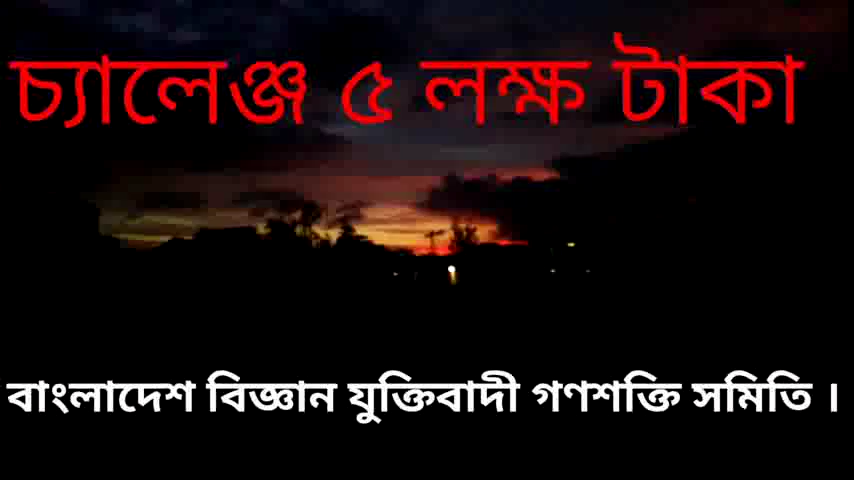 চ্যালেঞ্জ ৫ লক্ষ টাকা
বাংলাদেশ বিজ্ঞান যুক্তিবাদী গণশক্তি সমিতি ।